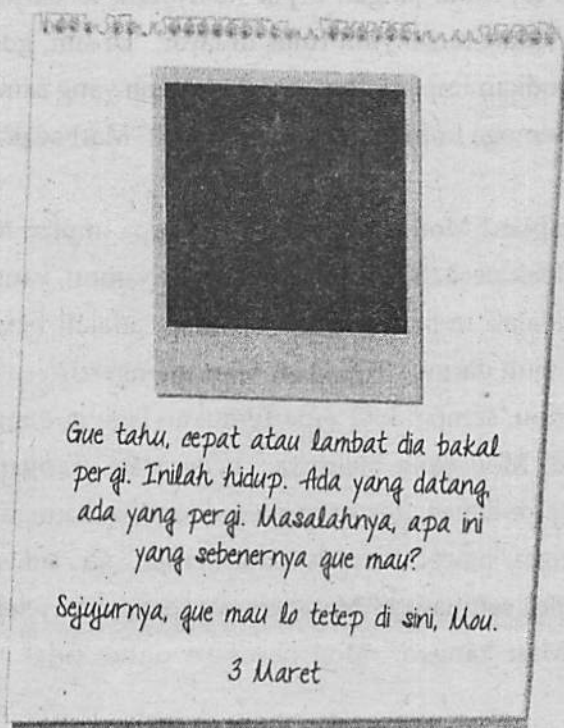 Gue tahu, cepat atau lambat dia bakal
pergi. Inilah hidup. Ada yang datang,
ada yang pergi. Masalahnya, apa ini
yang sebenernya gue mau?
Sejujurnya, gue mau lo tetep di sini, Mou.
3 Maret